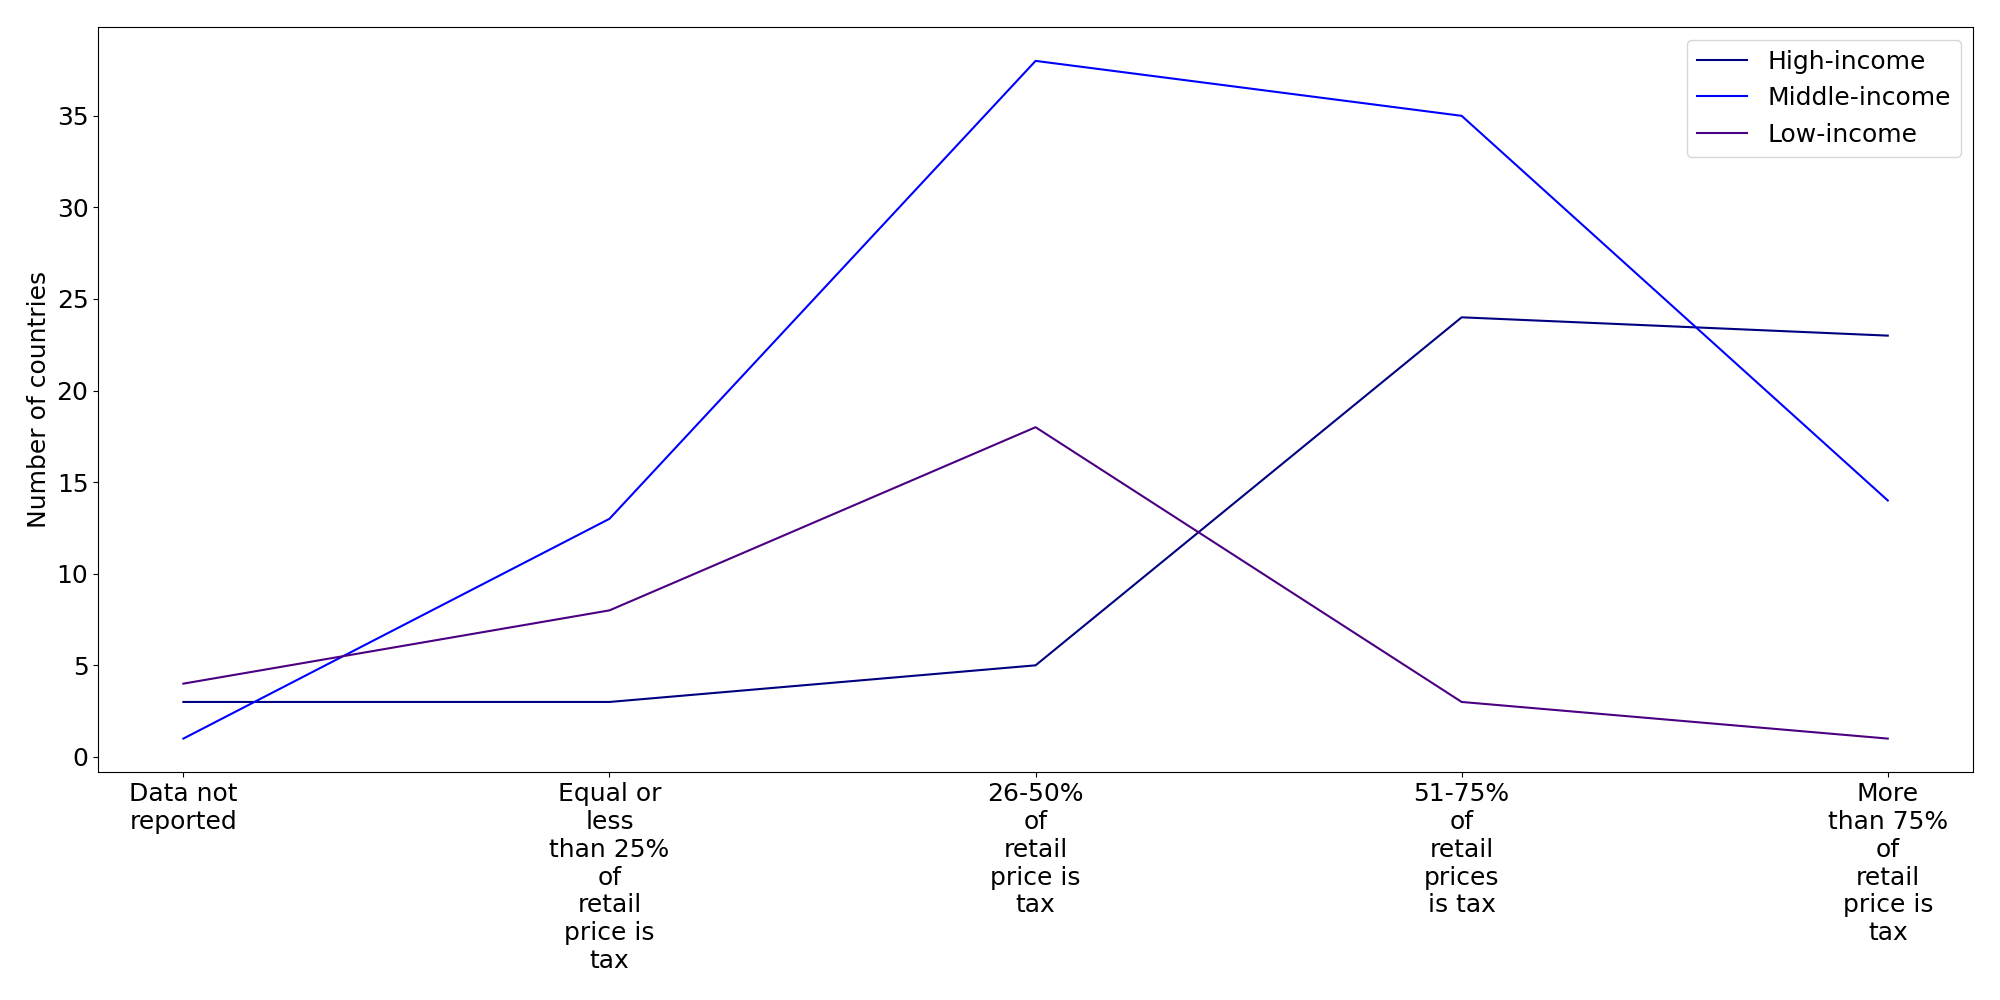 High-income
Middle-income
Low-income
Number of countries
35
30
25
20
15
10
5
0
Data not
reported
Equal or
less
than 25%
of
retail
price is
tax
26-50%
of
retail
price is
tax
51-75%
of
retail
prices
is tax
More
than 75%
of
retail
price is
tax